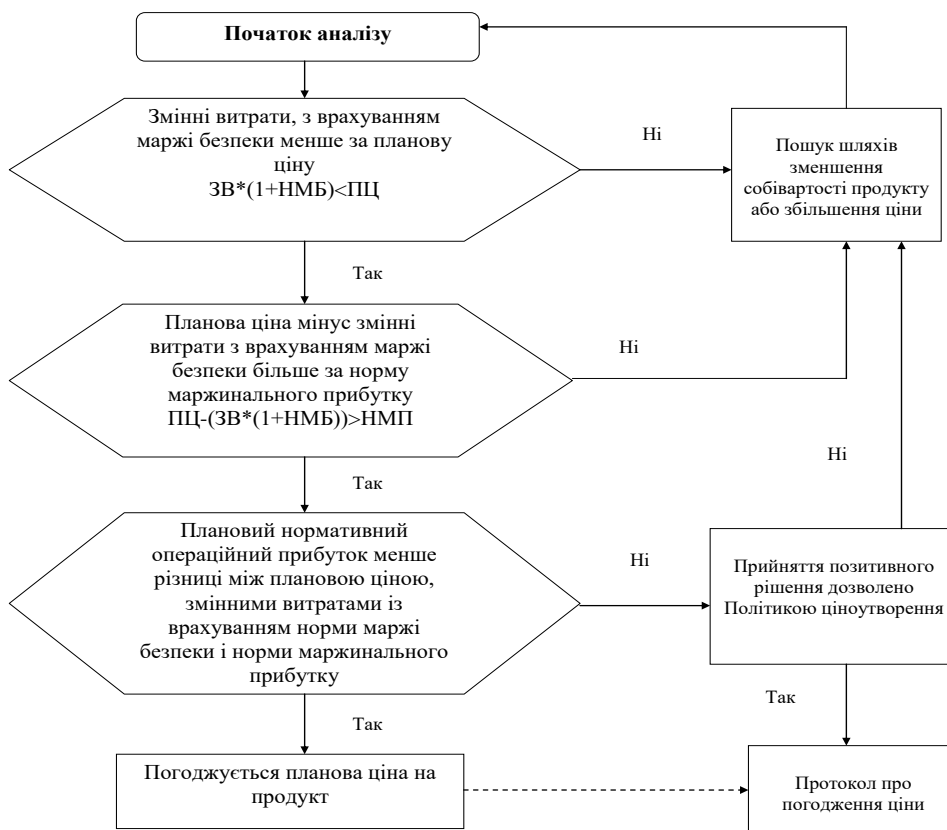 Початок аналізу
Змінні витрати, з врахуванням
маржі безпеки менше за планову
ціну
ЗВ*(1+НМБ)<ПЦ
Ні
Пошук шляхів
зменшення
собівартості продукту
або збільшення ціни
Так
Планова ціна мінус змінні
витрати з врахуванням маржі
безпеки більше за норму
маржинального прибутку
ПЦ-(ЗВ*(1+НМБ))>НМП
Ні
Ні
Так
Плановий нормативний
операційний прибуток менше
різниці між плановою ціною,
змінними витратами із
врахуванням норми маржі
безпеки і норми маржинального
прибутку
Ні
Прийняття позитивного
рішення дозволено
Політикою ціноутворення
Так
Так
Погоджується планова ціна на
продукт
Протокол про
погодження ціни